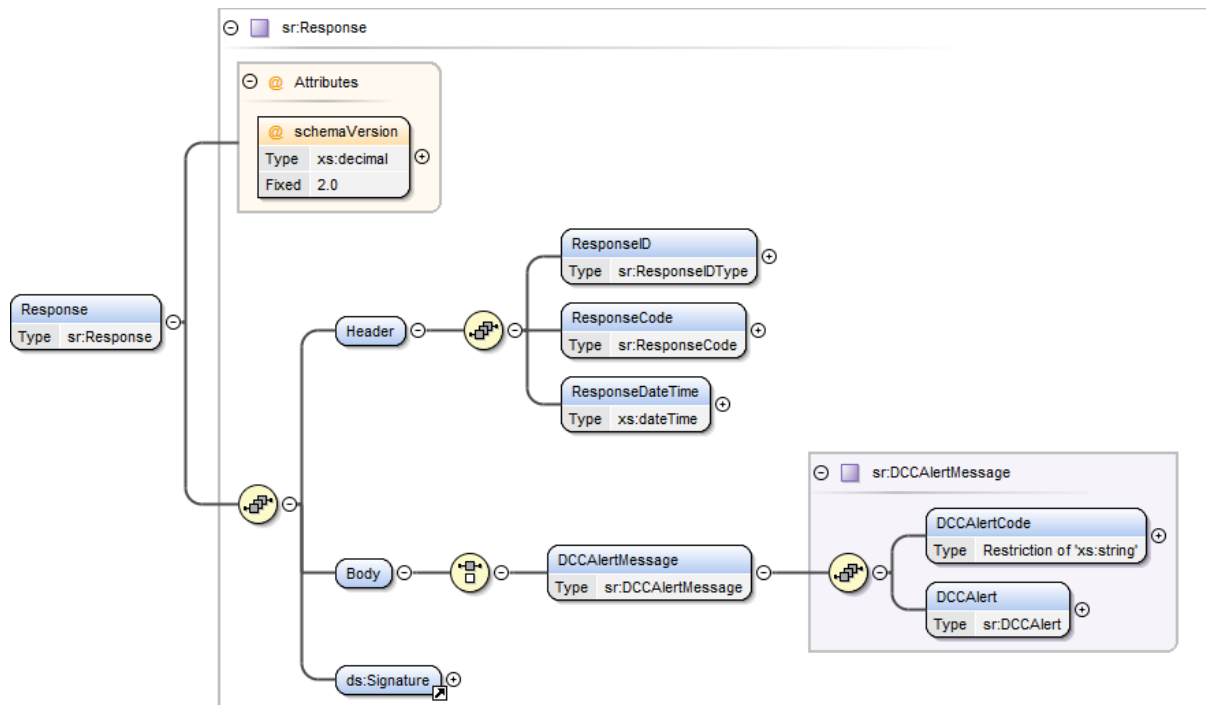 sr:Response
@ Attributes
@ schemaVersion
Type xs:decimal
Fixed 2.0
ResponseID
Type sr:ResponseIDType
Response
Type sr:Response
Header
ResponseCode
Type sr:ResponseCode
ResponseDateTime
Type xs:dateTime
sr:DCCAlertMessage
DCCAlertCode
Type Restriction of 'xs:string'
Body
DCCAlertMessage
Type sr:DCCAlertMessage
DCCAlert
Type sr:DCCAlert
ds:Signature